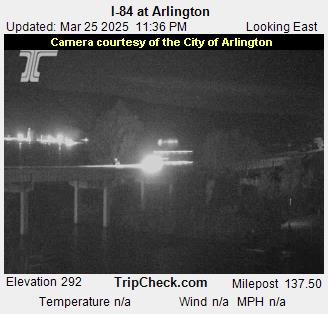 I-84 at Arlington
Updated: Mar 25 2025 11:36 PM Looking East
Camera courtesy of the City of Arlington
Elevation 292 TripCheck.com Milepost 137.50
Temperature n/a Wind n/a MPH n/a